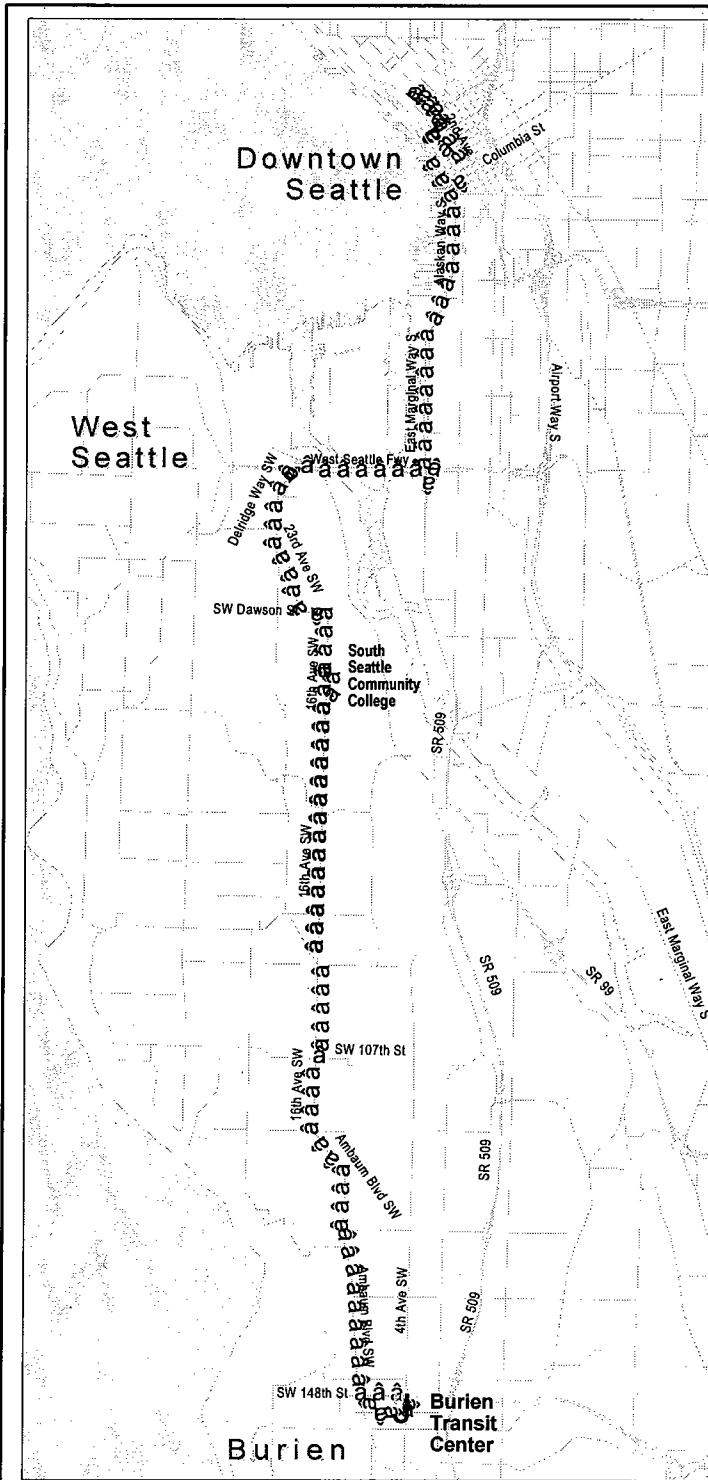 2nd Ave
Columbia St
Downtown
Seattle
Alaskan Way S
East Marginal Way S
Airport Way S
West
Seattle
West Seattle Fwy
Delridge Way SW
23rd Ave SW
SW Dawson
South
Seattle
Community
College
16th Ave SW
SR 509
16th Ave SW
East Marginal Way S
SR 509
SR 99
SW 107th St
16th Ave SW
Ambaum Blvd SW
SR 509
Ambaum Blvd SW
4th Ave SW
SR 509
SW 148th St
Burien
Transit
Center
Burien